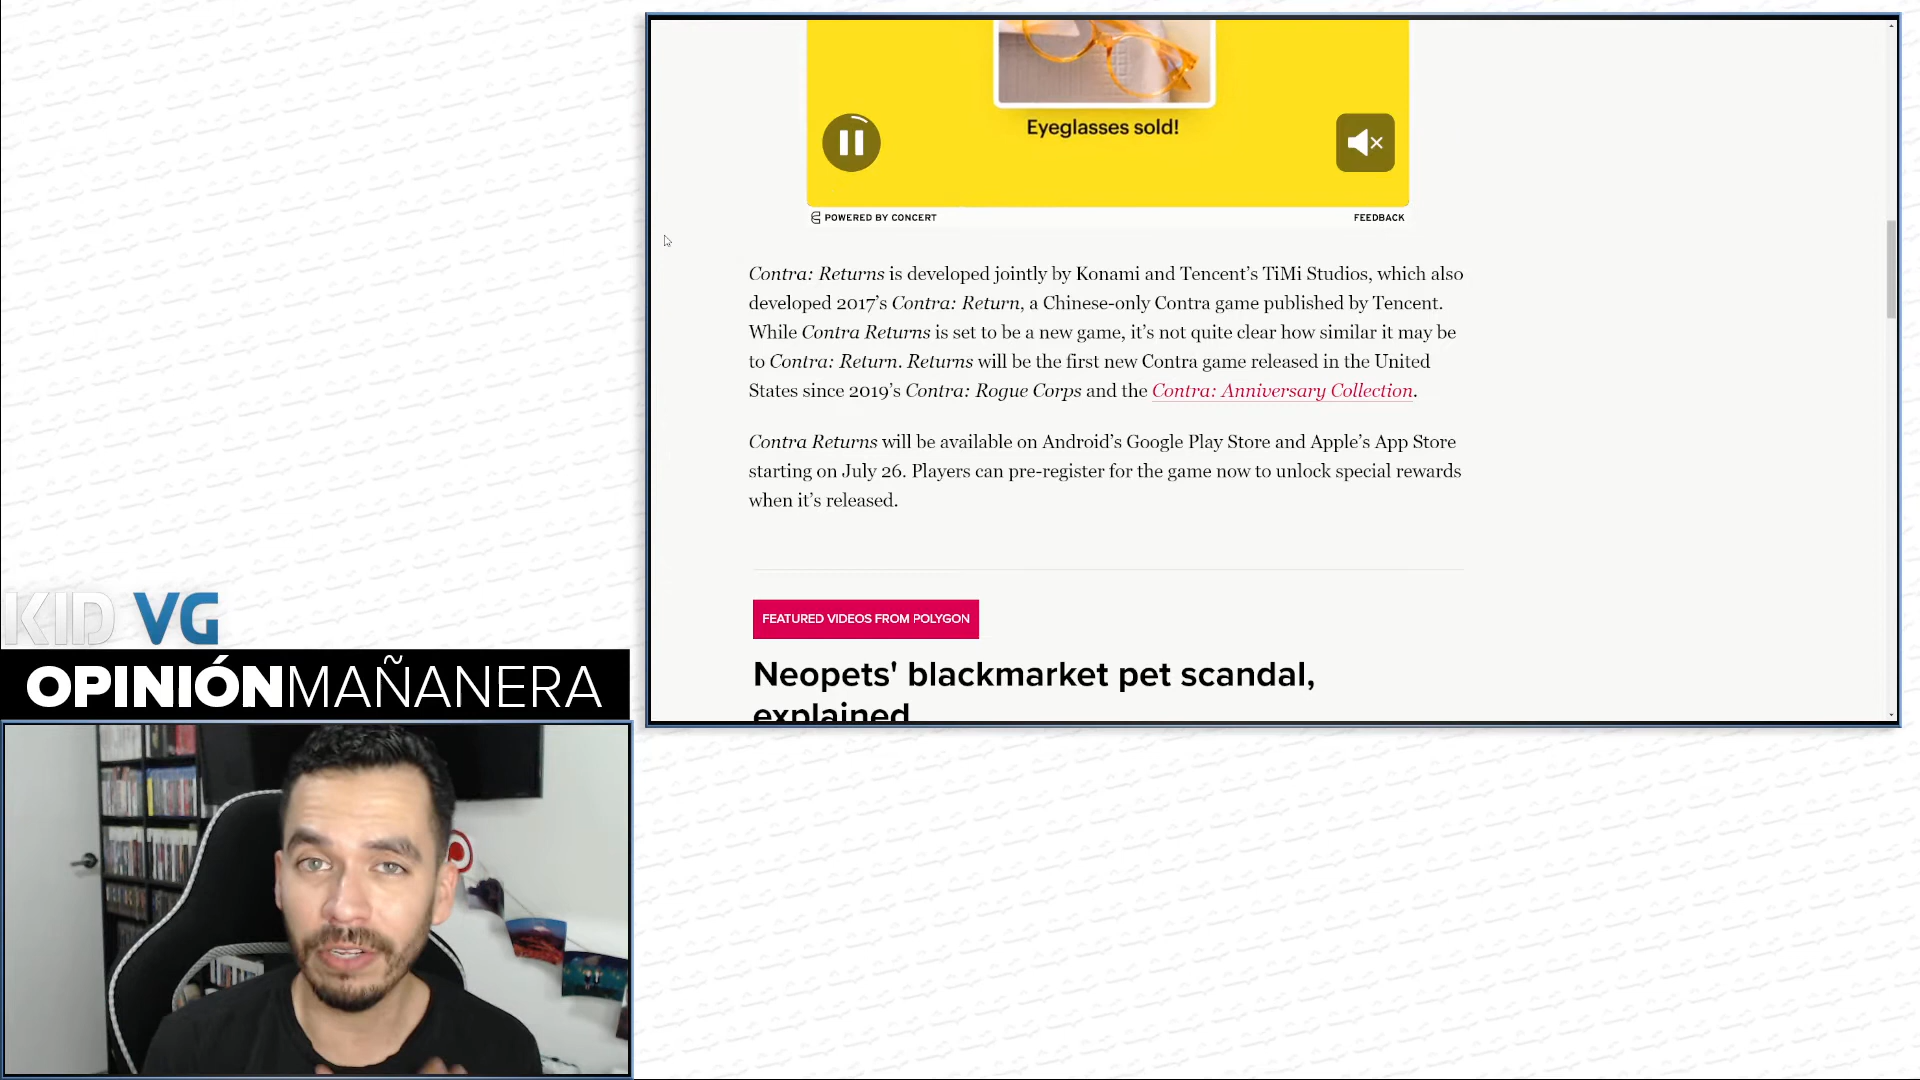 Eyeglasses sold!
POWERED BY CONCERT
FEEDBACK
Contra: Returns is developed jointly by Konami and Tencent's TiMi Studios, which also
developed 2017's Contra: Return, a Chinese-only Contra game published by Tencent.
While Contra Returns is set to be a new game, it's not quite clear how similar it may be
to Contra: Return. Returns will be the first new Contra game released in the United
States since 2019's Contra: Rogue Corps and the Contra: Anniversary Collection.
Contra Returns will be available on Android's Google Play Store and Apple's App Store
starting on July 26. Players can pre-register for the game now to unlock special rewards
when it's released.
FEATURED VIDEOS FROM POLYGON
Neopets' blackmarket pet scandal,
explained
KID VG
OPINIÓN MAÑANERA